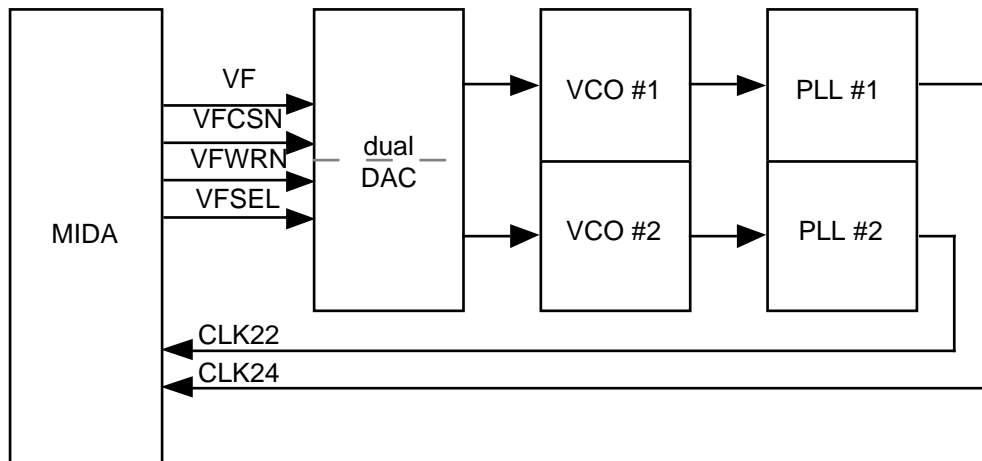 VF
VFCSN
VFWRN
VFSEL
MIDA
dual
DAC
VCO #1
PLL #1
VCO #2
PLL #2
CLK22
CLK24